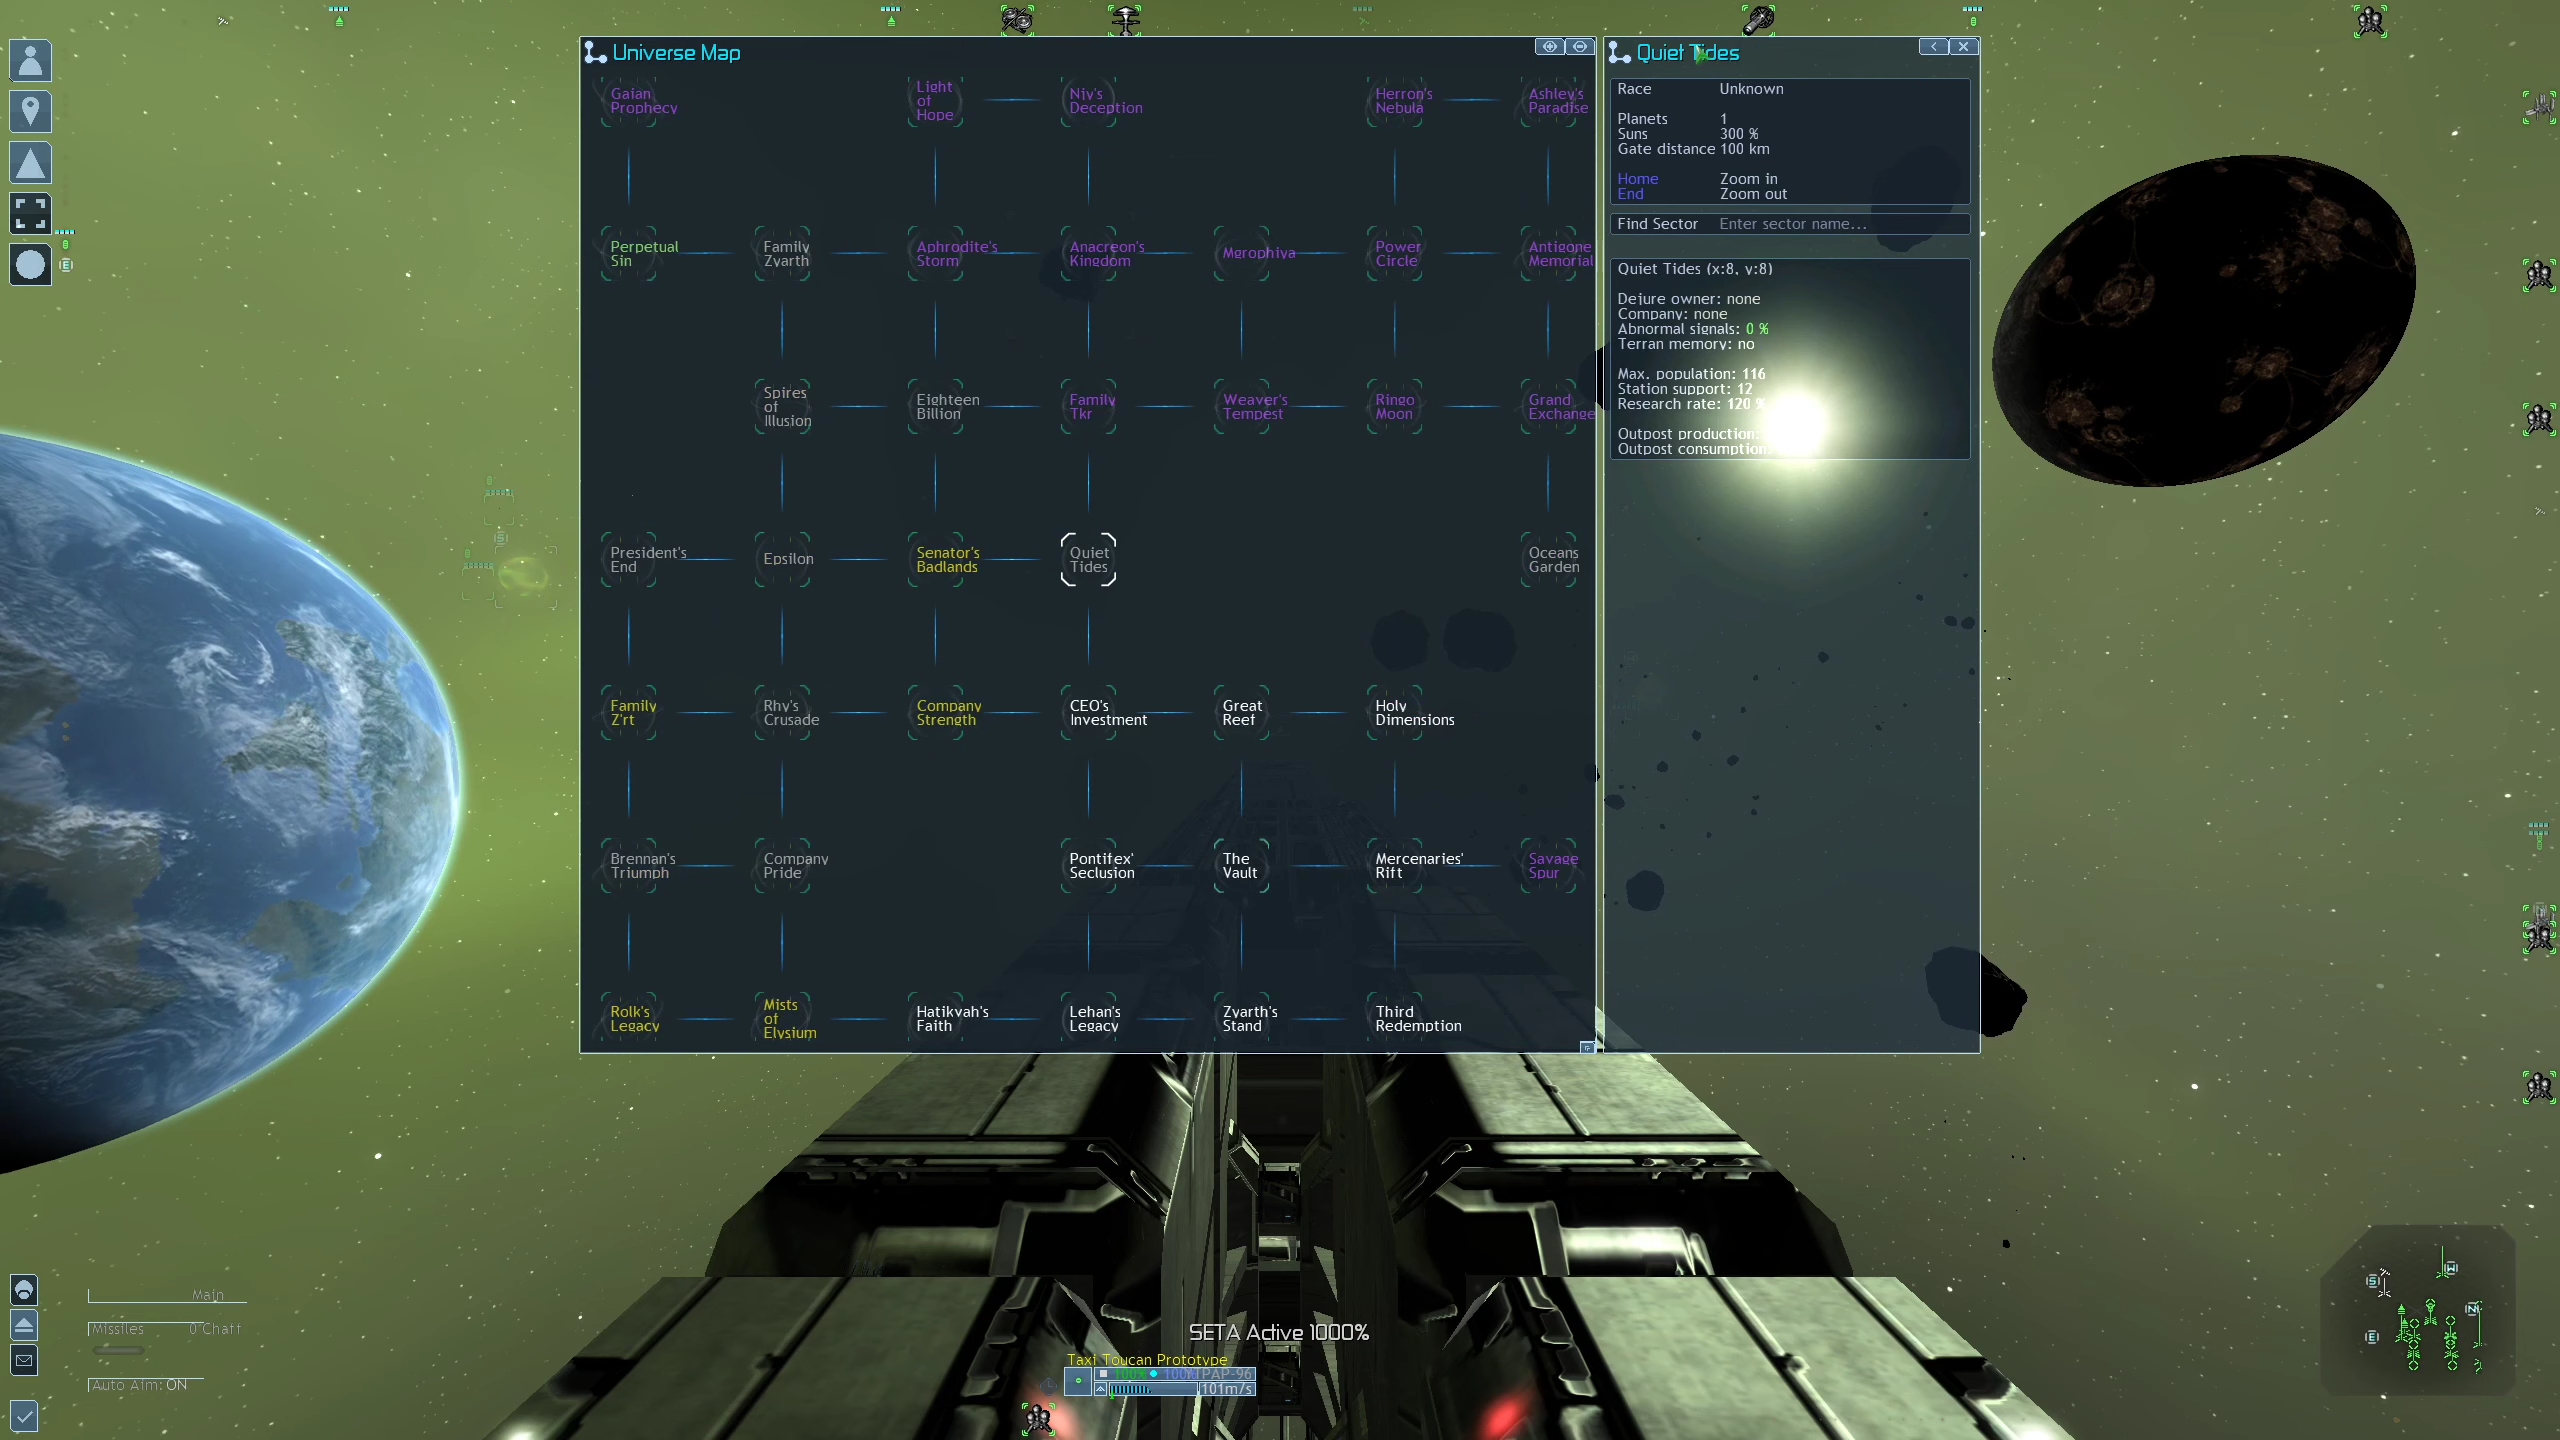 Universe Map
Gaian
Prophecy
Light
of
Hope
Njy's
Deception
Herron's
Nebula
Ashley's
Paradise
Perpetual
Sin
Family
Zyarth
Aphrodite's
Storm
Anacreon's
Kingdom
Mgrophiya
Power
Circle
Antigone
Memorial
Spires
of
Illusion
Eighteen
Billion
Family
Tkr
Weaver's
Tempest
Ringo
Moon
Grand
Exchange
President's
End
Epsilon
Senator's
Badlands
Quiet
Tides
Oceans
Garden
Family
Z'rt
Rhy's
Crusade
Company
Strength
CEO's
Investment
Great
Reef
Holy
Dimensions
Brennan's
Triumph
Company
Pride
Pontifex'
Seclusion
The
Vault
Mercenaries'
Rift
Savage
Spur
Rolk's
Legacy
Mists
of
Elysium
Hatikvah's
Faith
Lehan's
Legacy
Zyarth's
Stand
Third
Redemption
Quiet Tides
Race Unknown
Planets 1
Suns 300 %
Gate distance 100 km
Home Zoom in
End Zoom out
Find Sector Enter sector name...
Quiet Tides (x:8, y:8)
Dejure owner: none
Company: none
Abnormal signals: 0 %
Terran memory: no
Max. population: 116
Station support: 12
Research rate: 120 %
Outpost production:
Outpost consumption:
Main
Missiles 0 Chaff
Auto Aim: ON
SETA Active 1000%
Taxi Toucan Prototype
100% 100%
101m/s
E
S
S
E
N